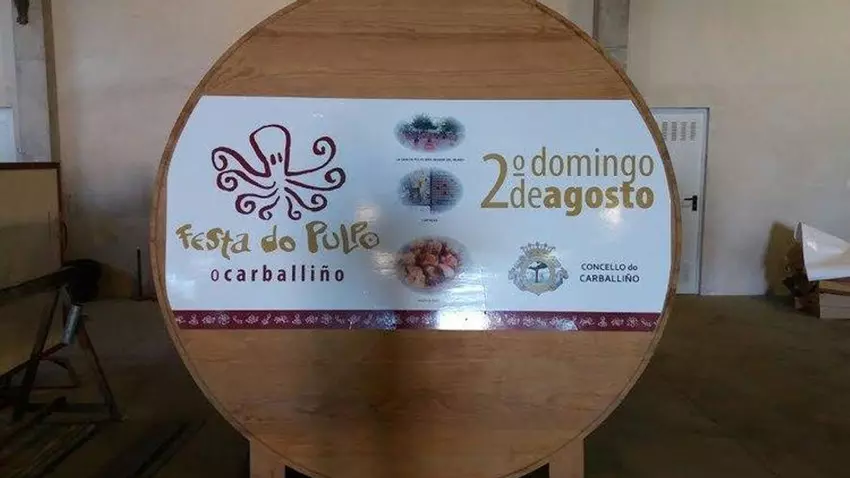 Festa do Pulpo
o carballiño
2º domingo
de agosto
CONCELLO do
CARBALLIÑO